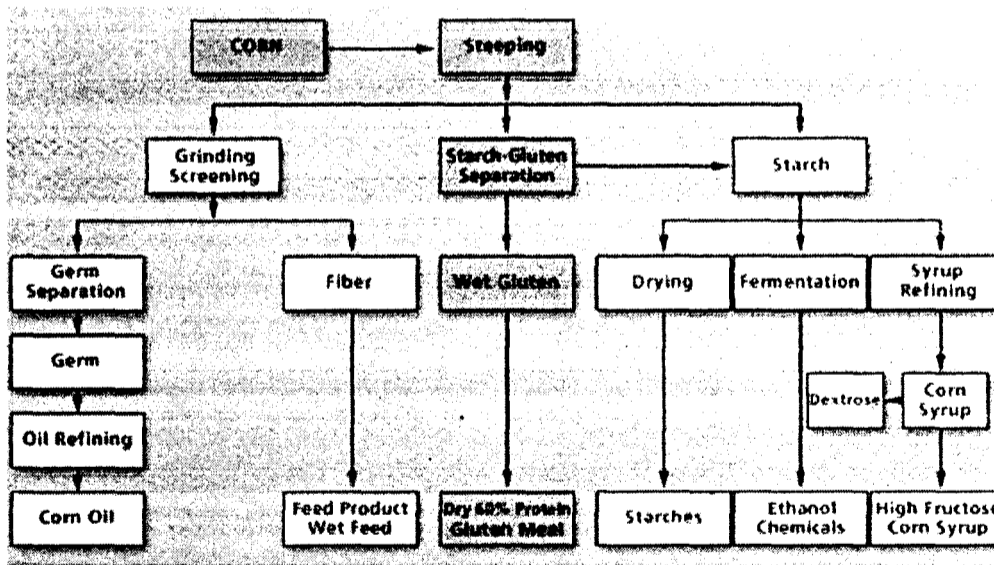 CORN
Steeping
Grinding
Screening
Starch-Gluten
Separation
Starch
Germ
Separation
Fiber
Wet Gluten
Drying
Fermentation
Syrup
Refining
Germ
Dextrose
Corn
Syrup
Oil Refining
Corn Oil
Feed Product
Wet Feed
Dry 60% Protein
Gluten Meal
Starches
Ethanol
Chemicals
High Fructose
Corn Syrup